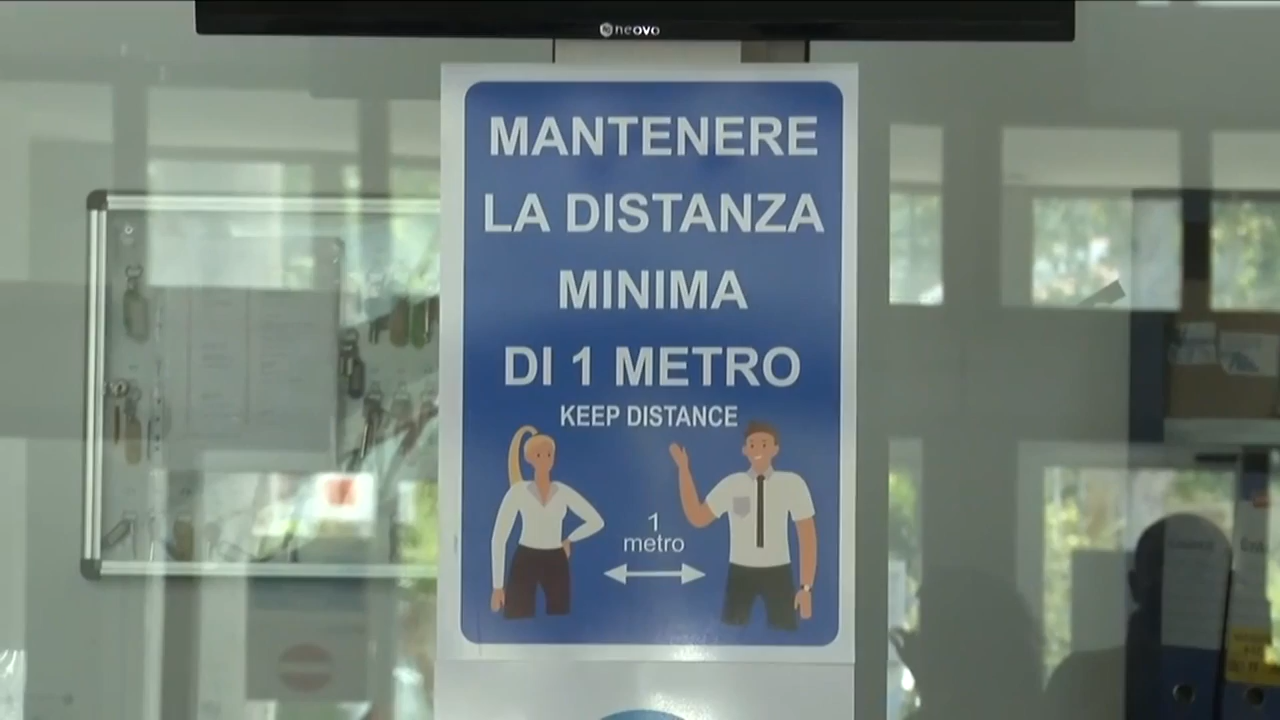 neovo
MANTENERE
LA DISTANZA
MINIMA
DI 1 METRO
KEEP DISTANCE
1
metro